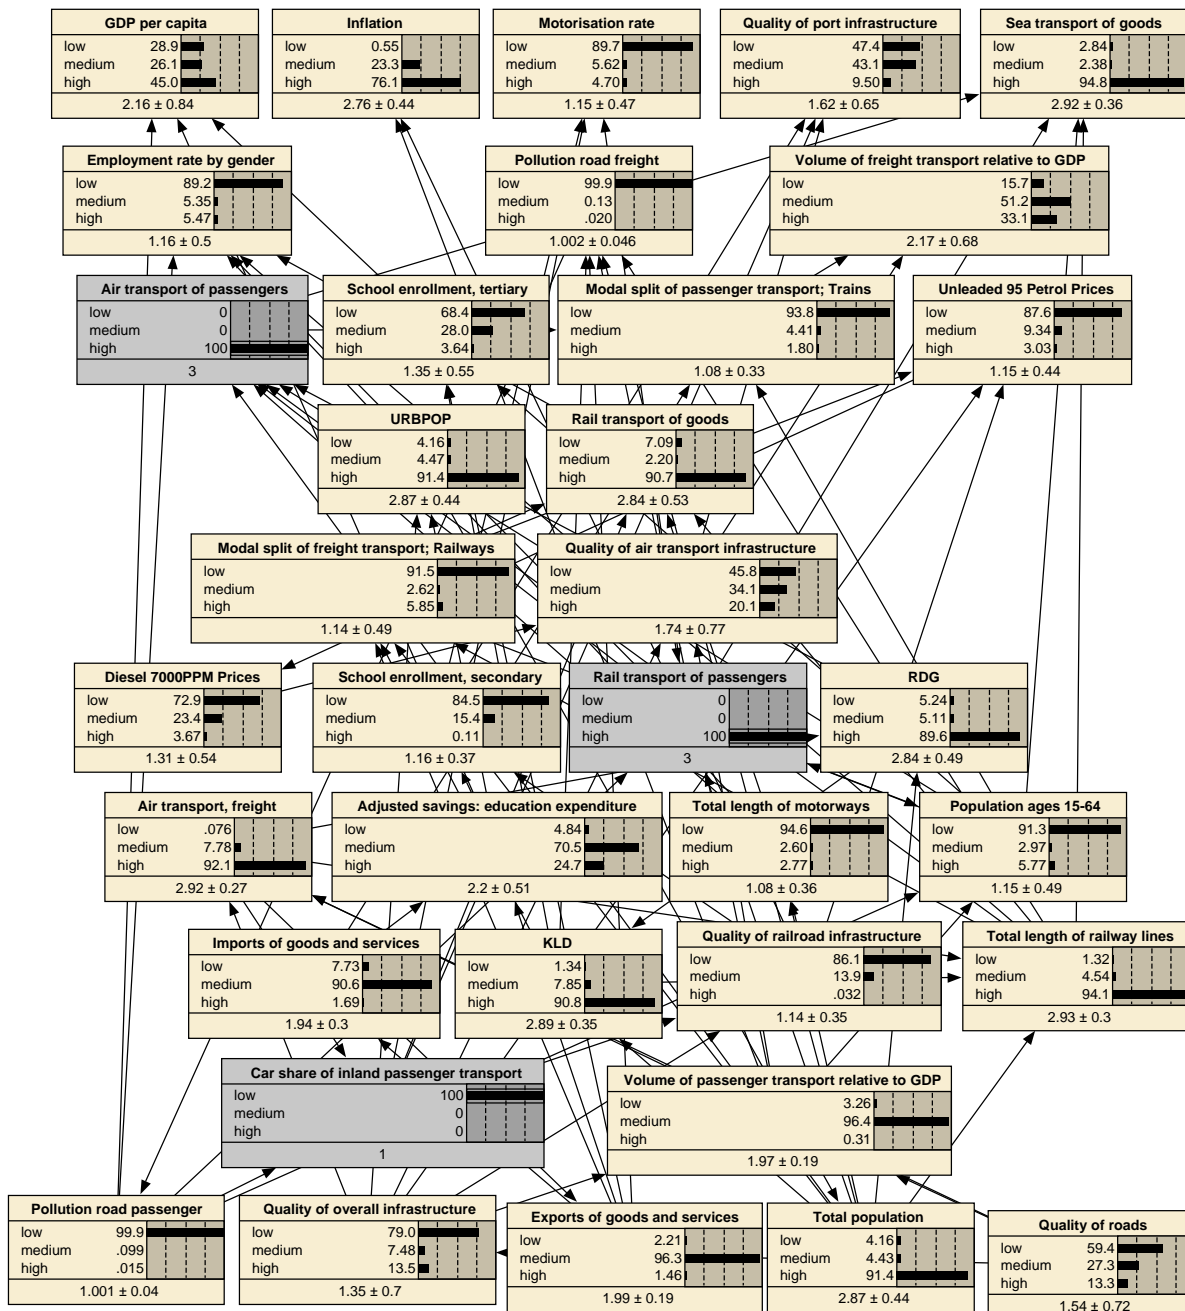 GDP per capita
low 28.9
medium 26.1
high 45.0
2.16 ± 0.84
Inflation
low 0.55
medium 23.3
high 76.1
2.76 ± 0.44
Motorisation rate
low 89.7
medium 5.62
high 4.70
1.15 ± 0.47
Quality of port infrastructure
low 47.4
medium 43.1
high 9.50
1.62 ± 0.65
Sea transport of goods
low 2.84
medium 2.38
high 94.8
2.92 ± 0.36
Employment rate by gender
low 89.2
medium 5.35
high 5.47
1.16 ± 0.5
Pollution road freight
low 99.9
medium 0.13
high .020
1.002 ± 0.046
Volume of freight transport relative to GDP
low 15.7
medium 51.2
high 33.1
2.17 ± 0.68
Air transport of passengers
low 0
medium 0
high 100
3
School enrollment, tertiary
low 68.4
medium 28.0
high 3.64
1.35 ± 0.55
Modal split of passenger transport; Trains
low 93.8
medium 4.41
high 1.80
1.08 ± 0.33
Unleaded 95 Petrol Prices
low 87.6
medium 9.34
high 3.03
1.15 ± 0.44
URBPOP
low 4.16
medium 4.47
high 91.4
2.87 ± 0.44
Rail transport of goods
low 7.09
medium 2.20
high 90.7
2.84 ± 0.53
Modal split of freight transport; Railways
low 91.5
medium 2.62
high 5.85
1.14 ± 0.49
Quality of air transport infrastructure
low 45.8
medium 34.1
high 20.1
1.74 ± 0.77
Diesel 7000PPM Prices
low 72.9
medium 23.4
high 3.67
1.31 ± 0.54
School enrollment, secondary
low 84.5
medium 15.4
high 0.11
1.16 ± 0.37
Rail transport of passengers
low 0
medium 0
high 100
3
RDG
low 5.24
medium 5.11
high 89.6
2.84 ± 0.49
Air transport, freight
low .076
medium 7.78
high 92.1
2.92 ± 0.27
Adjusted savings: education expenditure
low 4.84
medium 70.5
high 24.7
2.2 ± 0.51
Total length of motorways
low 94.6
medium 2.60
high 2.77
1.08 ± 0.36
Population ages 15-64
low 91.3
medium 2.97
high 5.77
1.15 ± 0.49
Imports of goods and services
low 7.73
medium 90.6
high 1.69
1.94 ± 0.3
KLD
low 1.34
medium 7.85
high 90.8
2.89 ± 0.35
Quality of railroad infrastructure
low 86.1
medium 13.9
high .032
1.14 ± 0.35
Total length of railway lines
low 1.32
medium 4.54
high 94.1
2.93 ± 0.3
Car share of inland passenger transport
low 100
medium 0
high 0
1
Volume of passenger transport relative to GDP
low 3.26
medium 96.4
high 0.31
1.97 ± 0.19
Pollution road passenger
low 99.9
medium .099
high .015
1.001 ± 0.04
Quality of overall infrastructure
low 79.0
medium 7.48
high 13.5
1.35 ± 0.7
Exports of goods and services
low 2.21
medium 96.3
high 1.46
1.99 ± 0.19
Total population
low 4.16
medium 4.43
high 91.4
2.87 ± 0.44
Quality of roads
low 59.4
medium 27.3
high 13.3
1.54 ± 0.72